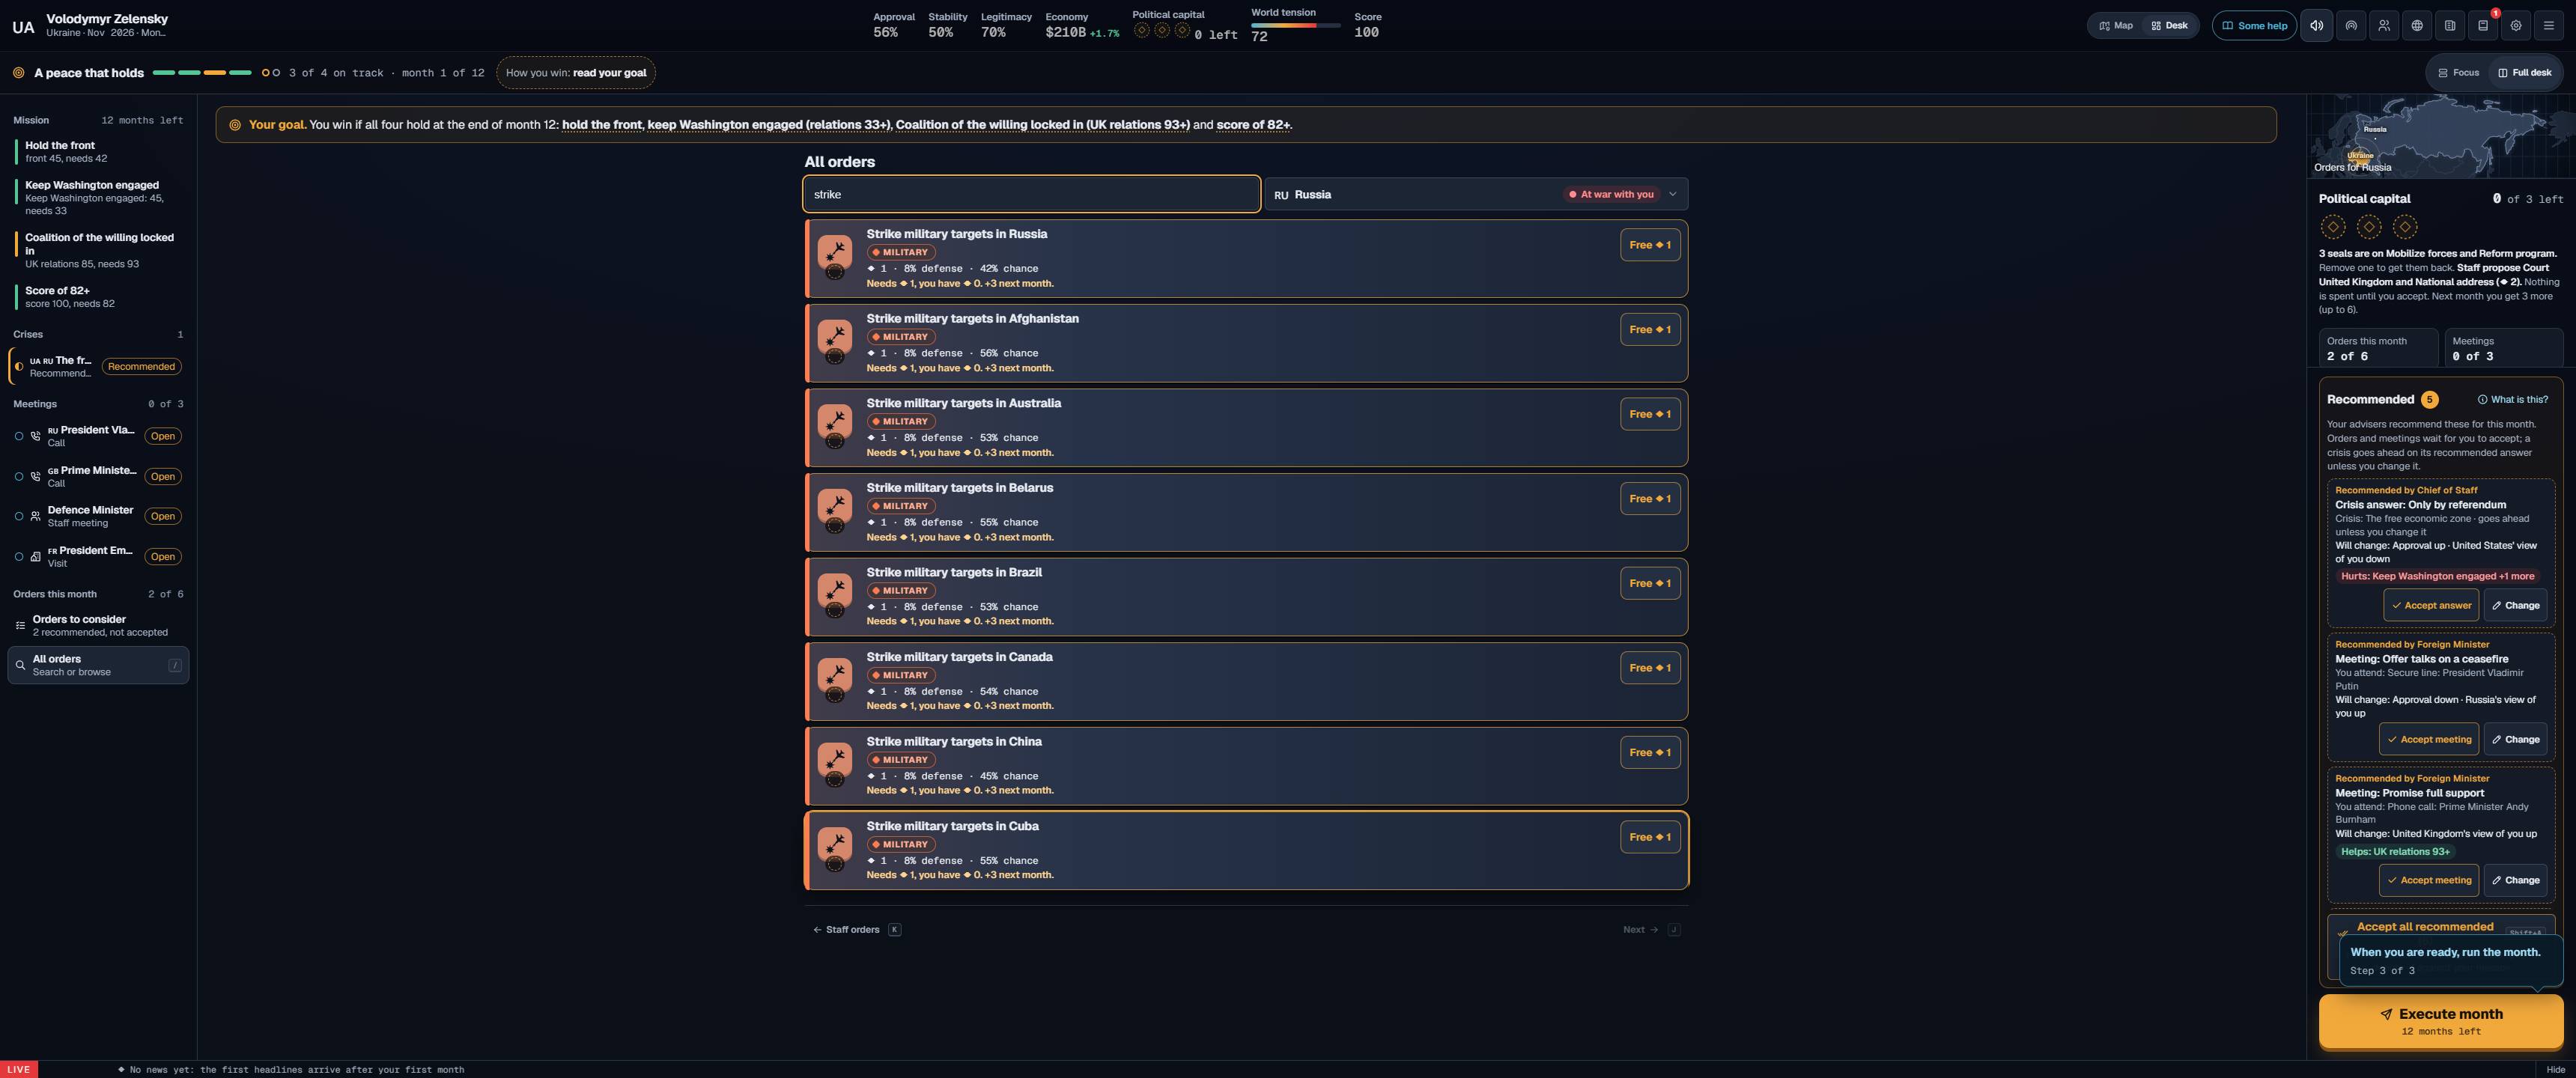 UA
Volodymyr Zelensky
Ukraine · Nov 2026 · Mon...
Approval
56%
Stability
50%
Legitimacy
70%
Economy
$210B +1.7%
Political capital
0 left
World tension
72
Score
100
Map
Desk
Some help
1
A peace that holds
3 of 4 on track · month 1 of 12
How you win: read your goal
Focus
Full desk
Mission
12 months left
Hold the front
front 45, needs 42
Keep Washington engaged
Keep Washington engaged: 45,
needs 33
Coalition of the willing locked
in
UK relations 85, needs 93
Score of 82+
score 100, needs 82
Crises
1
UA RU The fr...
Recommend...
Recommended
Meetings
0 of 3
RU President Vla...
Call
Open
GB Prime Ministe...
Call
Open
Defence Minister
Staff meeting
Open
FR President Em...
Visit
Open
Orders this month
2 of 6
Orders to consider
2 recommended, not accepted
All orders
Search or browse
/
Your goal. You win if all four hold at the end of month 12: hold the front, keep Washington engaged (relations 33+), Coalition of the willing locked in (UK relations 93+) and score of 82+.
All orders
strike
RU Russia
At war with you
Strike military targets in Russia
MILITARY
1 · 8% defense · 42% chance
Needs 1, you have 0. +3 next month.
Free 1
Strike military targets in Afghanistan
MILITARY
1 · 8% defense · 56% chance
Needs 1, you have 0. +3 next month.
Free 1
Strike military targets in Australia
MILITARY
1 · 8% defense · 53% chance
Needs 1, you have 0. +3 next month.
Free 1
Strike military targets in Belarus
MILITARY
1 · 8% defense · 55% chance
Needs 1, you have 0. +3 next month.
Free 1
Strike military targets in Brazil
MILITARY
1 · 8% defense · 53% chance
Needs 1, you have 0. +3 next month.
Free 1
Strike military targets in Canada
MILITARY
1 · 8% defense · 54% chance
Needs 1, you have 0. +3 next month.
Free 1
Strike military targets in China
MILITARY
1 · 8% defense · 45% chance
Needs 1, you have 0. +3 next month.
Free 1
Strike military targets in Cuba
MILITARY
1 · 8% defense · 55% chance
Needs 1, you have 0. +3 next month.
Free 1
← Staff orders K
Next → J
Russia
Ukraine
Orders for Russia
Political capital
0 of 3 left
3 seals are on Mobilize forces and Reform program.
Remove one to get them back. Staff propose Court
United Kingdom and National address (◆ 2). Nothing
is spent until you accept. Next month you get 3 more
(up to 6).
Orders this month
2 of 6
Meetings
0 of 3
Recommended 5
What is this?
Your advisers recommend these for this month.
Orders and meetings wait for you to accept; a
crisis goes ahead on its recommended answer
unless you change it.
Recommended by Chief of Staff
Crisis answer: Only by referendum
Crisis: The free economic zone · goes ahead
unless you change it
Will change: Approval up · United States' view
of you down
Hurts: Keep Washington engaged +1 more
Accept answer
Change
Recommended by Foreign Minister
Meeting: Offer talks on a ceasefire
You attend: Secure line: President Vladimir
Putin
Will change: Approval down · Russia's view of
you up
Accept meeting
Change
Recommended by Foreign Minister
Meeting: Promise full support
You attend: Phone call: Prime Minister Andy
Burnham
Will change: United Kingdom's view of you up
Helps: UK relations 93+
Accept meeting
Change
Accept all recommended
Shift+A
When you are ready, run the month.
Step 3 of 3
Execute month
12 months left
LIVE
◆ No news yet: the first headlines arrive after your first month
Hide